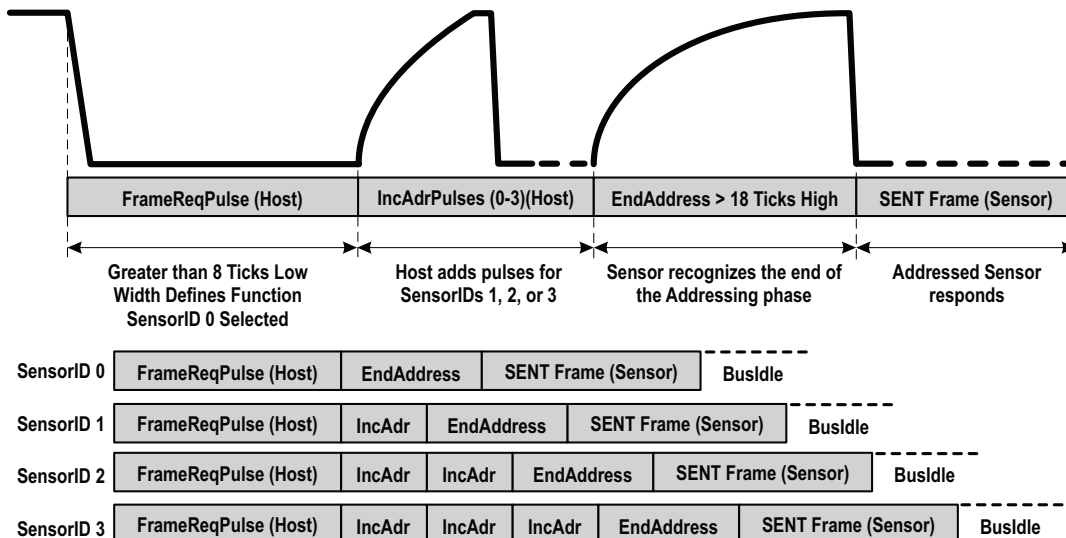 FrameReqPulse (Host)
IncAdrPulses (0-3)(Host)
EndAddress > 18 Ticks High
SENT Frame (Sensor)
Greater than 8 Ticks Low
Width Defines Function
SensorID 0 Selected
Host adds pulses for
SensorIDs 1, 2, or 3
Sensor recognizes the end of
the Addressing phase
Addressed Sensor
responds
SensorID 0
FrameReqPulse (Host)
EndAddress
SENT Frame (Sensor)
BusIdle
SensorID 1
FrameReqPulse (Host)
IncAdr
EndAddress
SENT Frame (Sensor)
BusIdle
SensorID 2
FrameReqPulse (Host)
IncAdr
IncAdr
EndAddress
SENT Frame (Sensor)
BusIdle
SensorID 3
FrameReqPulse (Host)
IncAdr
IncAdr
IncAdr
EndAddress
SENT Frame (Sensor)
BusIdle